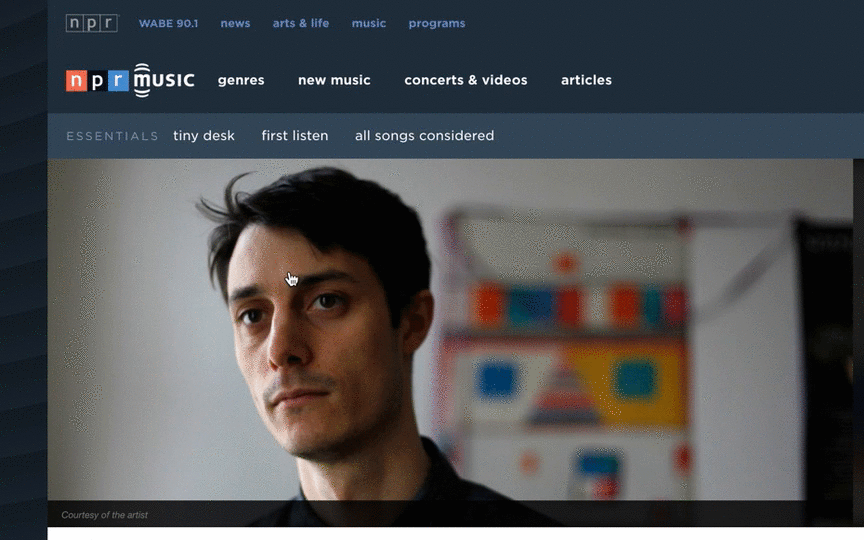 npr WABE 90.1 news arts & life music programs
npr MUSIC genres new music concerts & videos articles
ESSENTIALS tiny desk first listen all songs considered
Courtesy of the artist